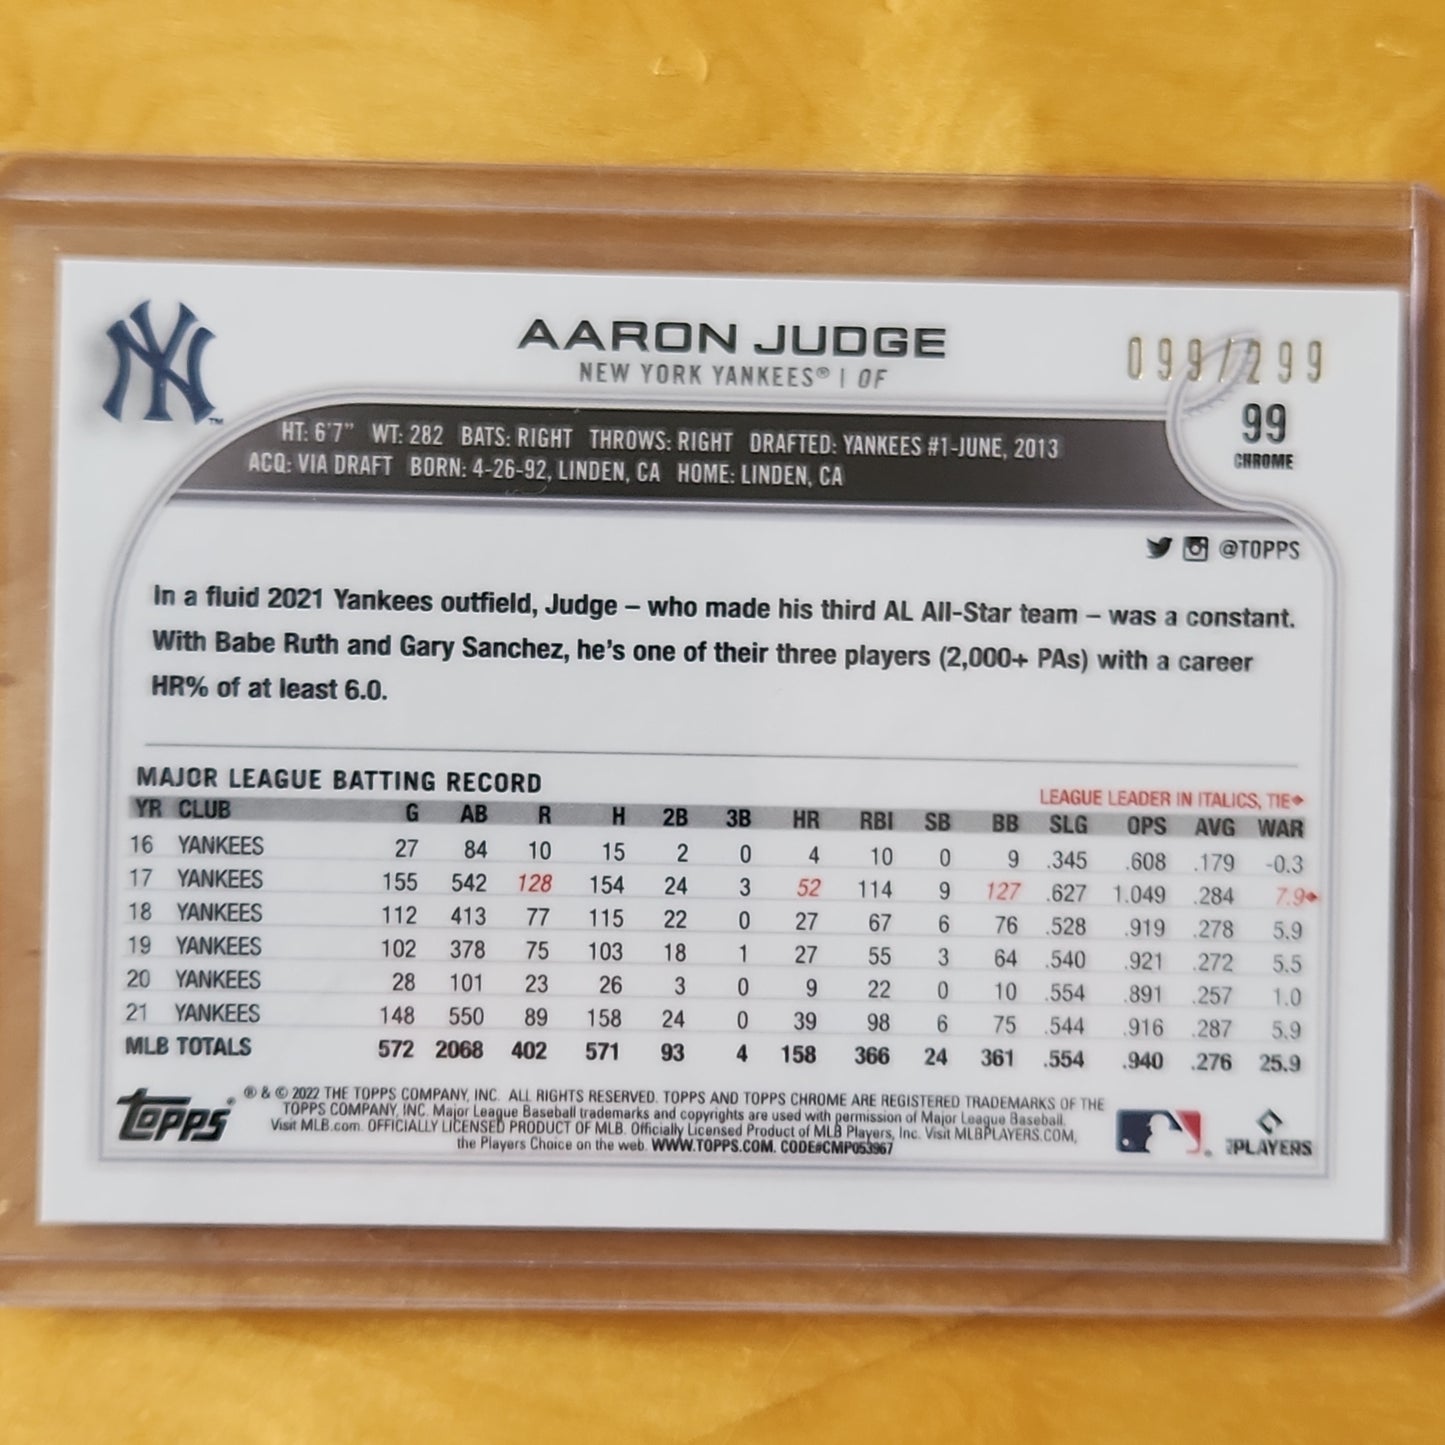 NY™
AARON JUDGE
NEW YORK YANKEES® | OF
099/299
99
CHROME
HT: 6'7" WT: 282 BATS: RIGHT THROWS: RIGHT DRAFTED: YANKEES #1-JUNE, 2013
ACQ: VIA DRAFT BORN: 4-26-92, LINDEN, CA HOME: LINDEN, CA
@TOPPS
In a fluid 2021 Yankees outfield, Judge – who made his third AL All-Star team – was a constant.
With Babe Ruth and Gary Sanchez, he's one of their three players (2,000+ PAs) with a career
HR% of at least 6.0.
MAJOR LEAGUE BATTING RECORD
LEAGUE LEADER IN ITALICS, TIE◆
YR CLUB G AB R H 2B 3B HR RBI SB BB SLG OPS AVG WAR
16 YANKEES 27 84 10 15 2 0 4 10 0 9 .345 .608 .179 -0.3
17 YANKEES 155 542 128 154 24 3 52 114 9 127 .627 1.049 .284 7.9◆
18 YANKEES 112 413 77 115 22 0 27 67 6 76 .528 .919 .278 5.9
19 YANKEES 102 378 75 103 18 1 27 55 3 64 .540 .921 .272 5.5
20 YANKEES 28 101 23 26 3 0 9 22 0 10 .554 .891 .257 1.0
21 YANKEES 148 550 89 158 24 0 39 98 6 75 .544 .916 .287 5.9
MLB TOTALS 572 2068 402 571 93 4 158 366 24 361 .554 .940 .276 25.9
topps®
® & © 2022 THE TOPPS COMPANY, INC. ALL RIGHTS RESERVED. TOPPS AND TOPPS CHROME ARE REGISTERED TRADEMARKS OF THE
TOPPS COMPANY, INC. Major League Baseball trademarks and copyrights are used with permission of Major League Baseball.
Visit MLB.com. OFFICIALLY LICENSED PRODUCT OF MLB. Officially Licensed Product of MLB Players, Inc. Visit MLBPLAYERS.COM,
the Players Choice on the web. WWW.TOPPS.COM. CODE#CMP053967
PLAYERS